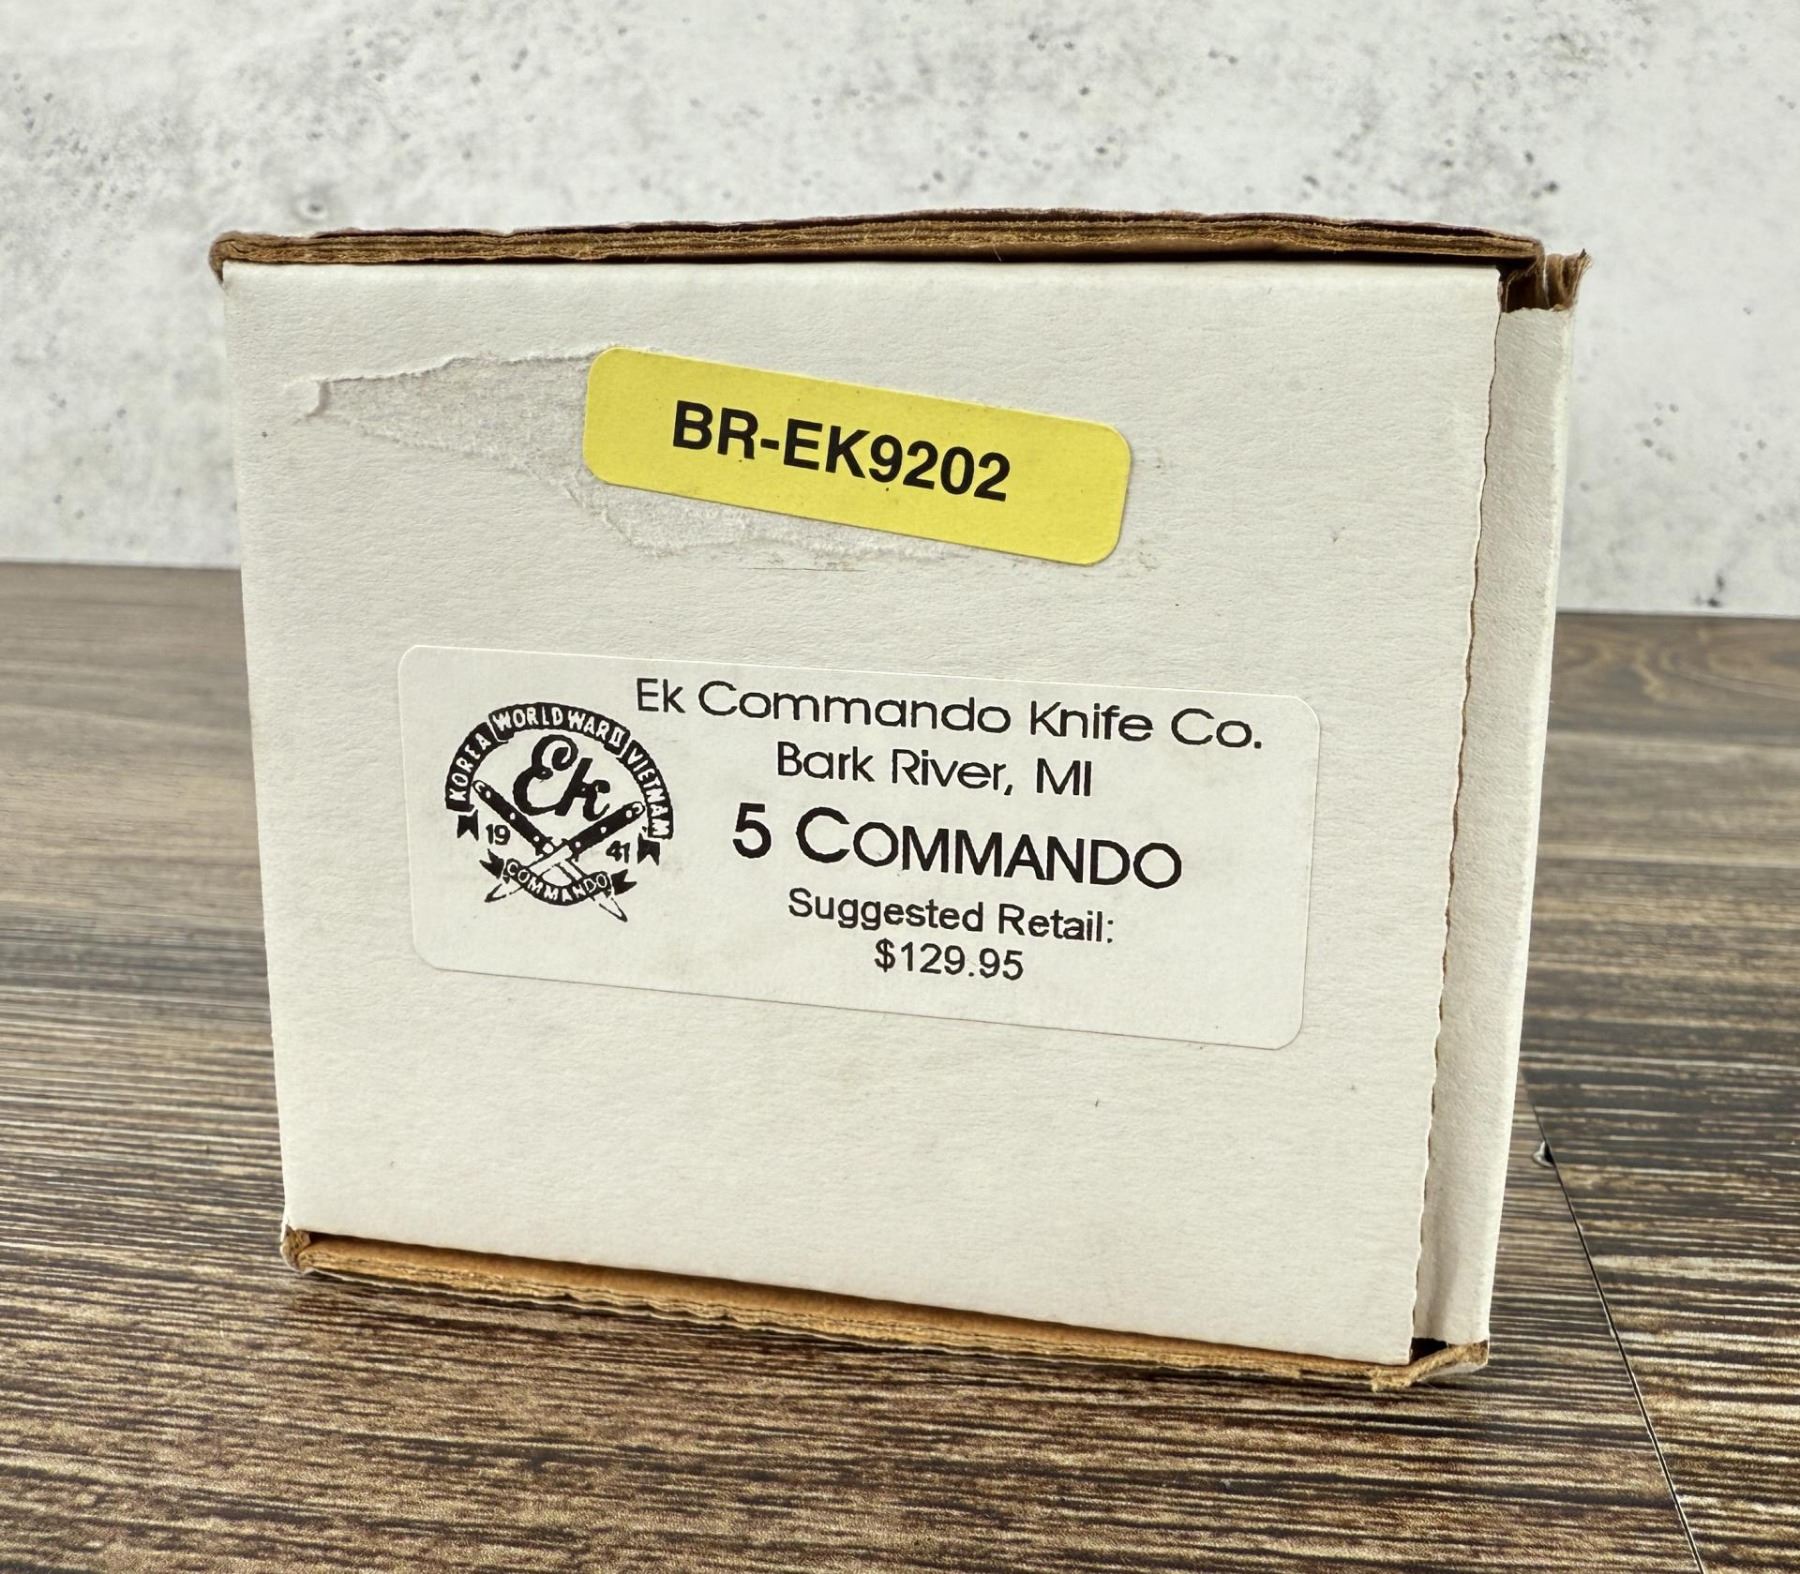 BR-EK9202
Ek Commando Knife Co.
Bark River, MI
5 COMMANDO
Suggested Retail:
$129.95
KOREA WORLD WAR II VIETNAM
Ek
19 41
COMMANDO